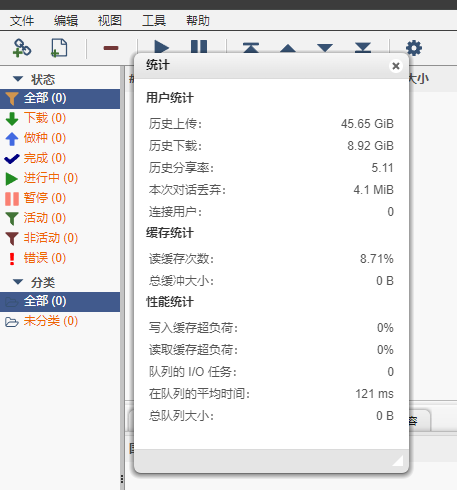 文件 编辑 视图 工具 帮助
统计
状态
# 大小
全部 (0)
用户统计
下载 (0)
历史上传: 45.65 GiB
做种 (0)
历史下载: 8.92 GiB
完成 (0)
历史分享率: 5.11
进行中 (0)
本次对话丢弃: 4.1 MiB
暂停 (0)
连接用户: 0
活动 (0)
缓存统计
非活动 (0)
读缓存次数: 8.71%
错误 (0)
总缓冲大小: 0 B
分类
性能统计
全部 (0)
未分类 (0)
写入缓存超负荷: 0%
读取缓存超负荷: 0%
队列的 I/O 任务: 0
在队列的平均时间: 121 ms
总队列大小: 0 B
容